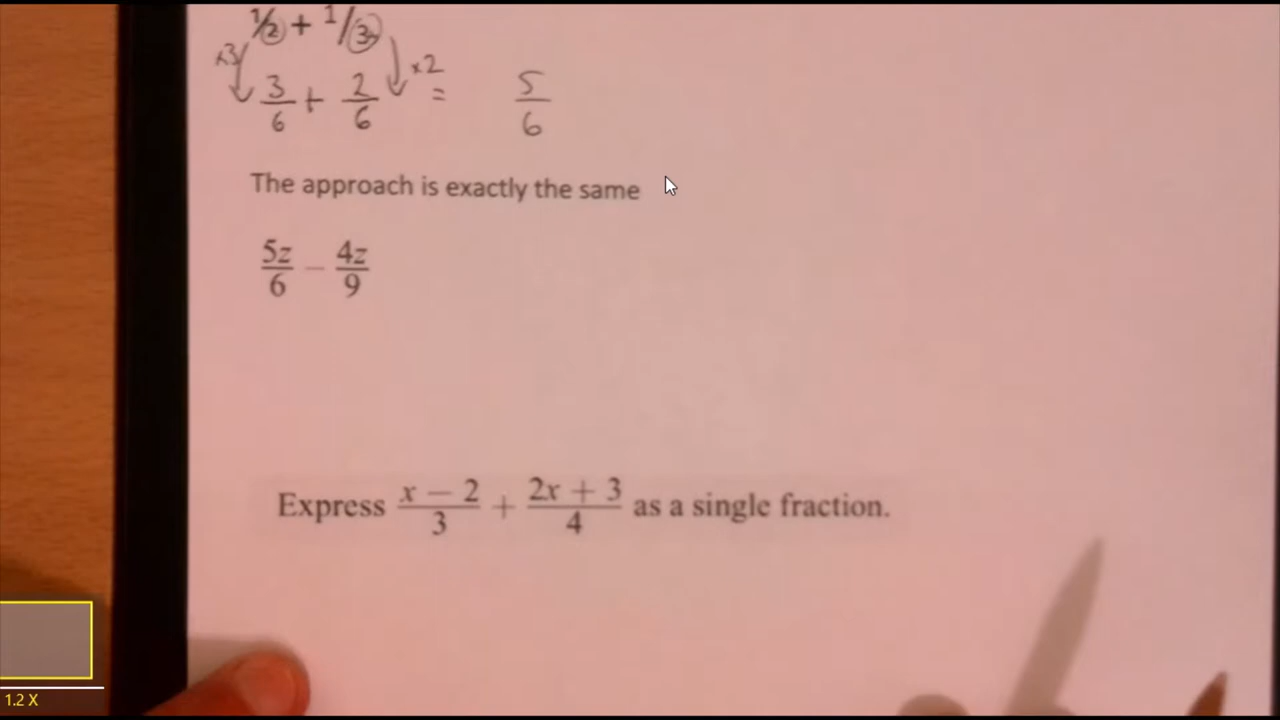 1/2 + 1/3
×3 ×2
3/6 + 2/6 = 5/6
The approach is exactly the same
5z/6 − 4z/9
Express x − 2/3 + 2x + 3/4 as a single fraction.
1.2 X